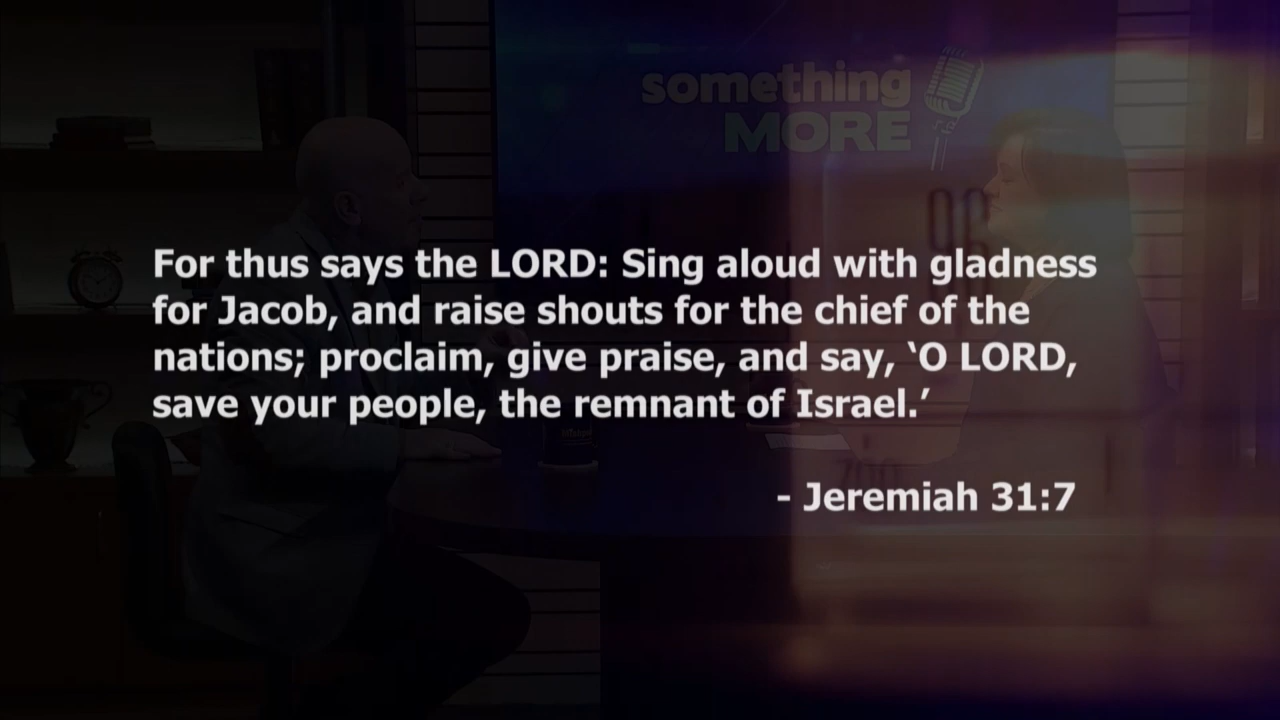 something
MORE
For thus says the LORD: Sing aloud with gladness
for Jacob, and raise shouts for the chief of the
nations; proclaim, give praise, and say, ‘O LORD,
save your people, the remnant of Israel.’
- Jeremiah 31:7